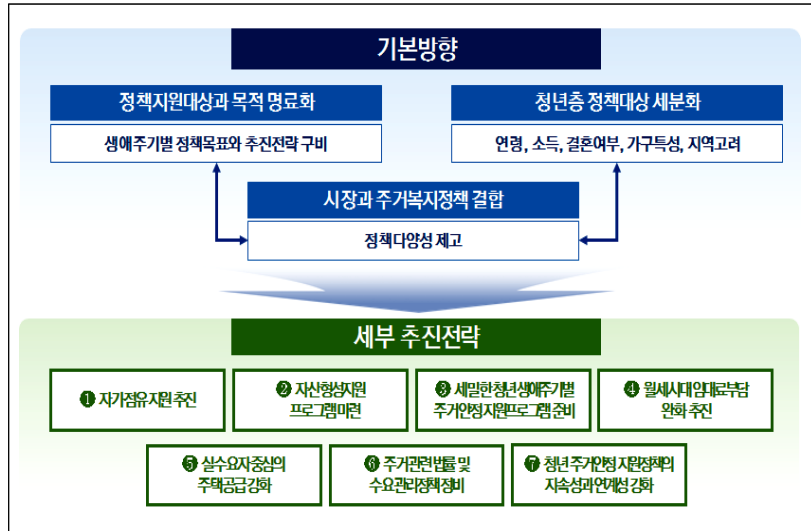 기본방향
정책지원대상과 목적 명료화
생애주기별 정책목표와 추진전략 구비
청년층 정책대상 세분화
연령, 소득, 결혼여부, 가구특성, 지역고려
시장과 주거복지정책 결합
정책다양성 제고
세부 추진전략
❶ 자가점유 지원 추진
❷ 자산형성지원
프로그램 마련
❸ 세밀한 청년 생애주기별
주거안정 지원프로그램 준비
❹ 월세시대 임대료부담
완화 추진
❺ 실수요자 중심의
주택공급 강화
❻ 주거관련 법률 및
수요관리정책 정비
❼ 청년 주거안정 지원정책의
지속성과 연계성 강화